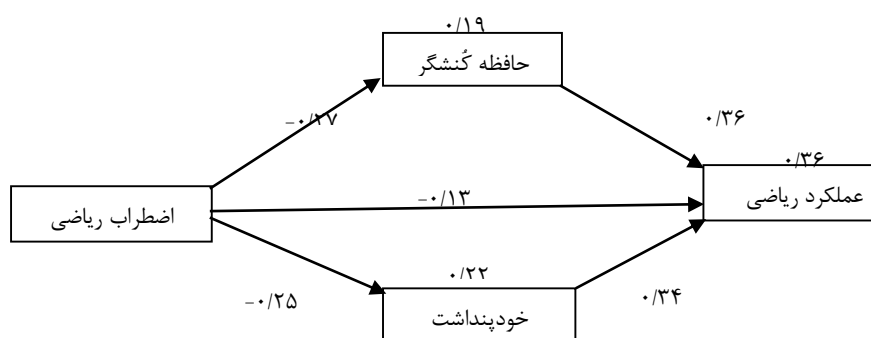 ۰/۱۹
حافظه کُنشگر
-۰/۲۷
۰/۳۶
۰/۳۶
عملکرد ریاضی
-۰/۱۳
اضطراب ریاضی
۰/۲۲
-۰/۲۵
۰/۳۴
خودپنداشت